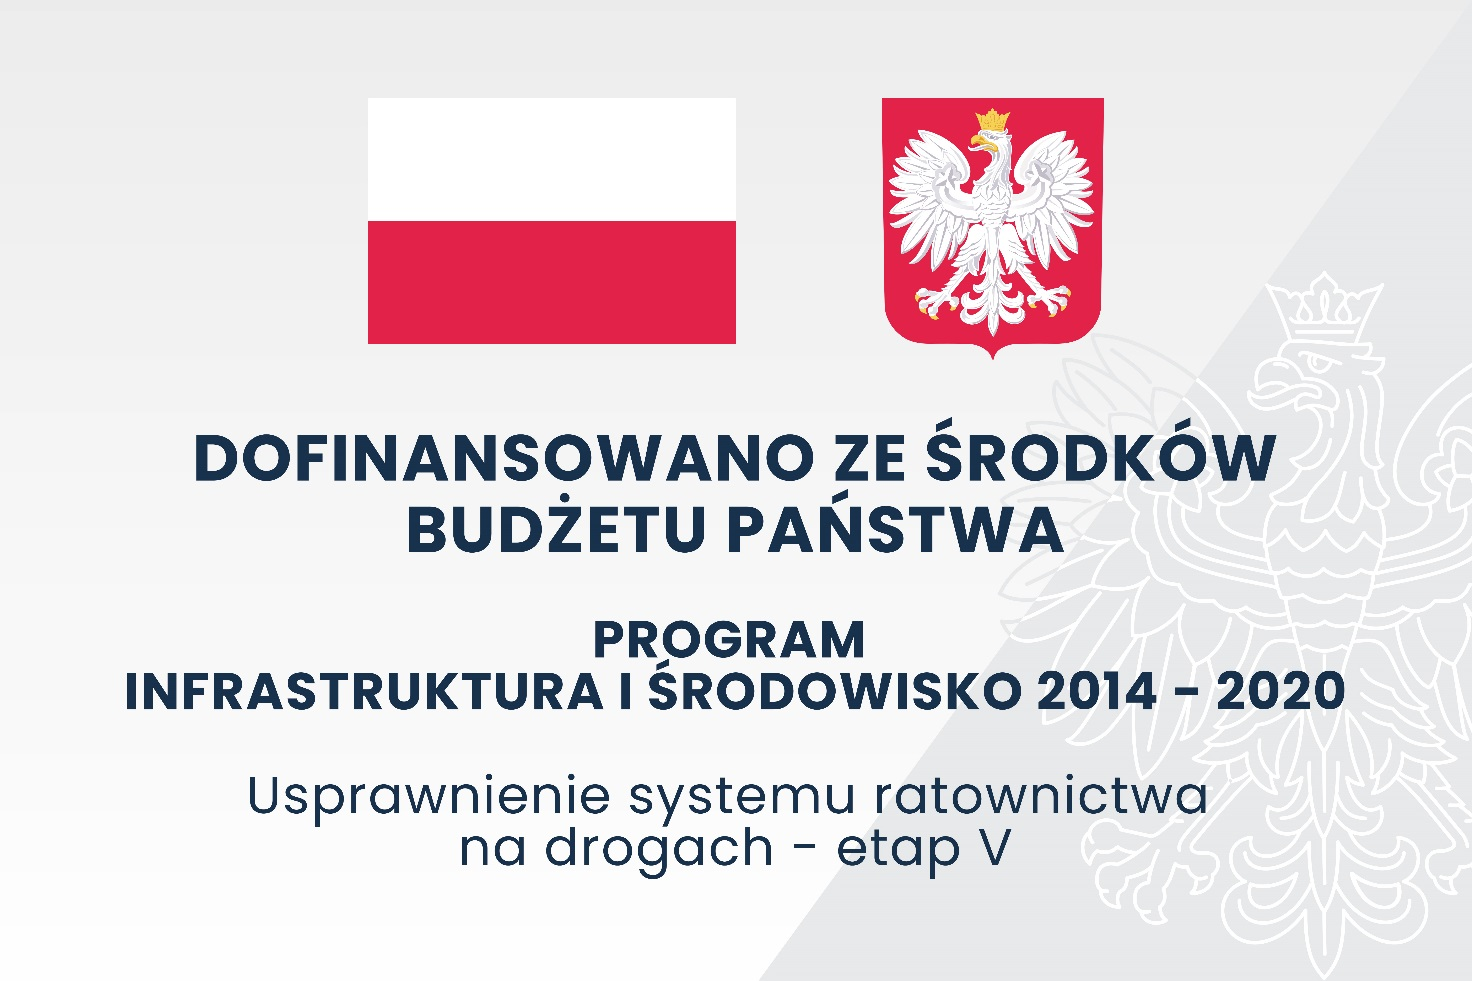 DOFINANSOWANO ZE ŚRODKÓW
BUDŻETU PAŃSTWA
PROGRAM
INFRASTRUKTURA I ŚRODOWISKO 2014 - 2020
Usprawnienie systemu ratownictwa
na drogach - etap V